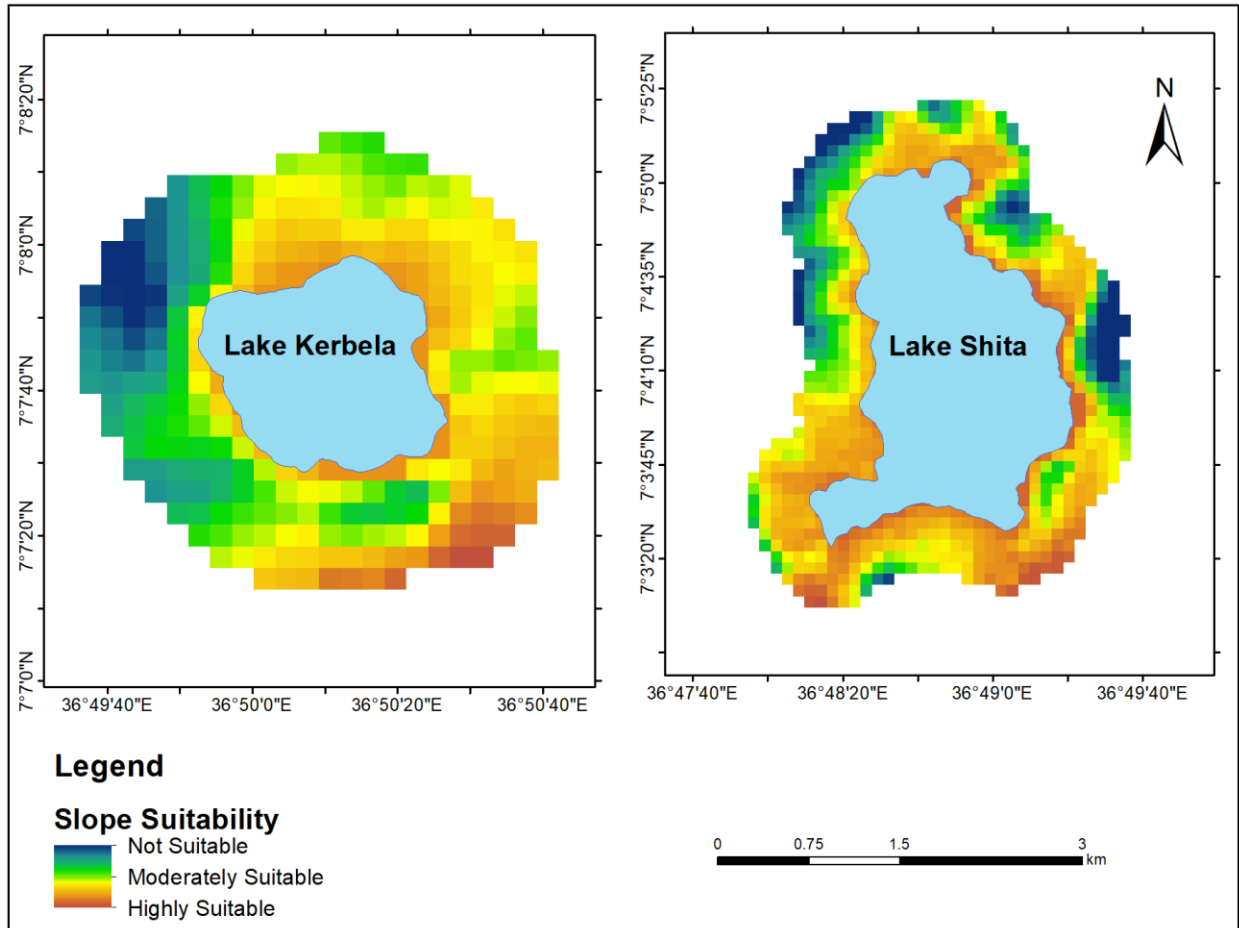 7°8'20"N
7°8'0"N
7°7'40"N
7°7'20"N
7°7'0"N
Lake Kerbela
36°49'40"E 36°50'0"E 36°50'20"E 36°50'40"E
7°5'25"N
7°5'0"N
7°4'35"N
7°4'10"N
7°3'45"N
7°3'20"N
Lake Shita
N
36°47'40"E 36°48'20"E 36°49'0"E 36°49'40"E
Legend
Slope Suitability
Not Suitable
Moderately Suitable
Highly Suitable
0 0.75 1.5 3
km